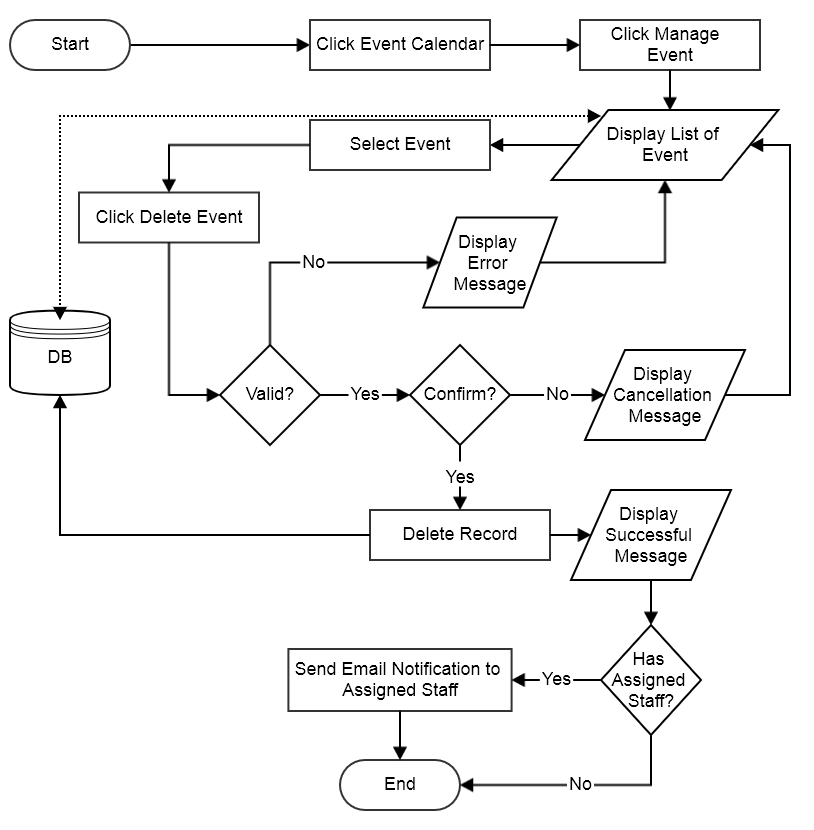 Start
Click Event Calendar
Click Manage
Event
Display List of
Event
Select Event
Click Delete Event
No
Display
Error
Message
DB
Valid?
Yes
Confirm?
No
Display
Cancellation
Message
Yes
Delete Record
Display
Successful
Message
Has
Assigned
Staff?
Yes
Send Email Notification to
Assigned Staff
End
No